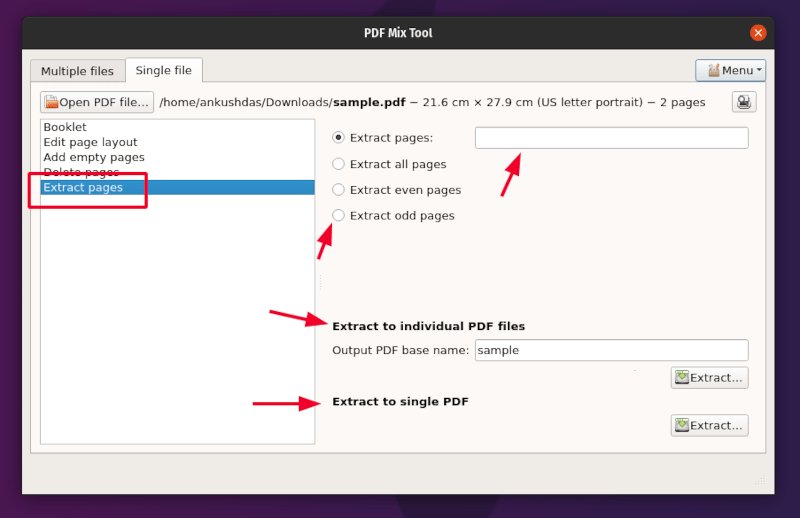 PDF Mix Tool
Multiple files
Single file
Menu
Open PDF file...
/home/ankushdas/Downloads/sample.pdf − 21.6 cm × 27.9 cm (US letter portrait) − 2 pages
Booklet
Edit page layout
Add empty pages
Delete pages
Extract pages
Extract pages:
Extract all pages
Extract even pages
Extract odd pages
Extract to individual PDF files
Output PDF base name: sample
Extract...
Extract to single PDF
Extract...